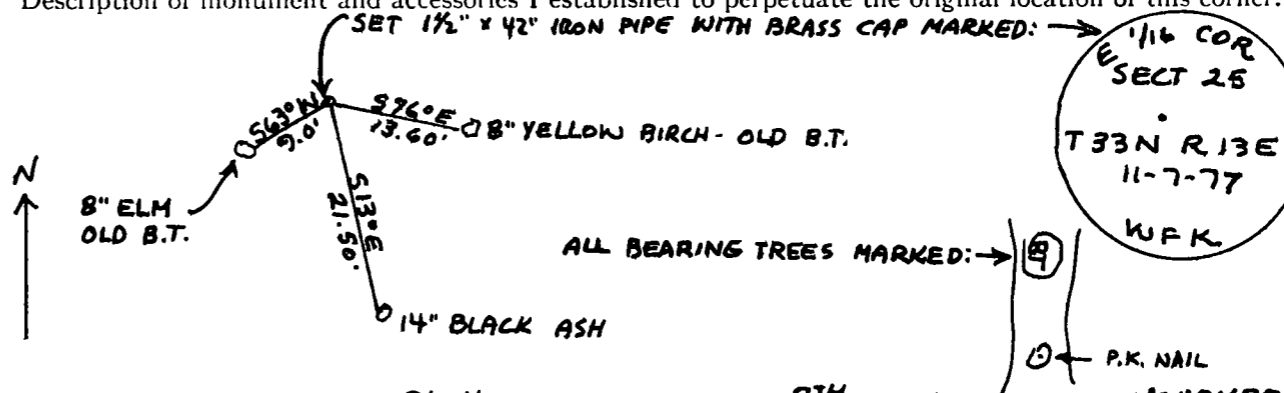 Description of monument and accessories I established to perpetuate the original location of this corner:
SET 1½" x 42" IRON PIPE WITH BRASS CAP MARKED:
E 1/16 COR
SECT 25
T 33N R 13E
11-7-77
WFK
S63°W
9.0'
S76°E
13.60'
8" YELLOW BIRCH - OLD B.T.
N
8" ELM
OLD B.T.
S13°E
21.50'
14" BLACK ASH
ALL BEARING TREES MARKED:
BT
P.K. NAIL